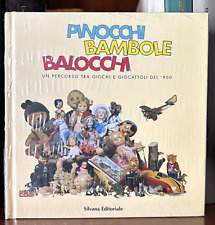 PINOCCHI
BAMBOLE
BALOCCHI
UN PERCORSO TRA GIOCHI E GIOCATTOLI DEL '900
Silvana Editoriale